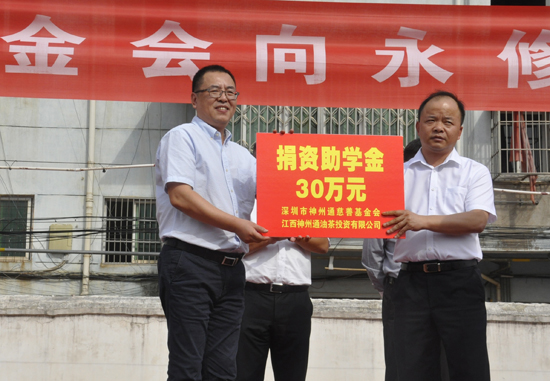 金会向永修
捐资助学金
30万元
深圳市神州通慈善基金会
江西神州通油茶投资有限公司